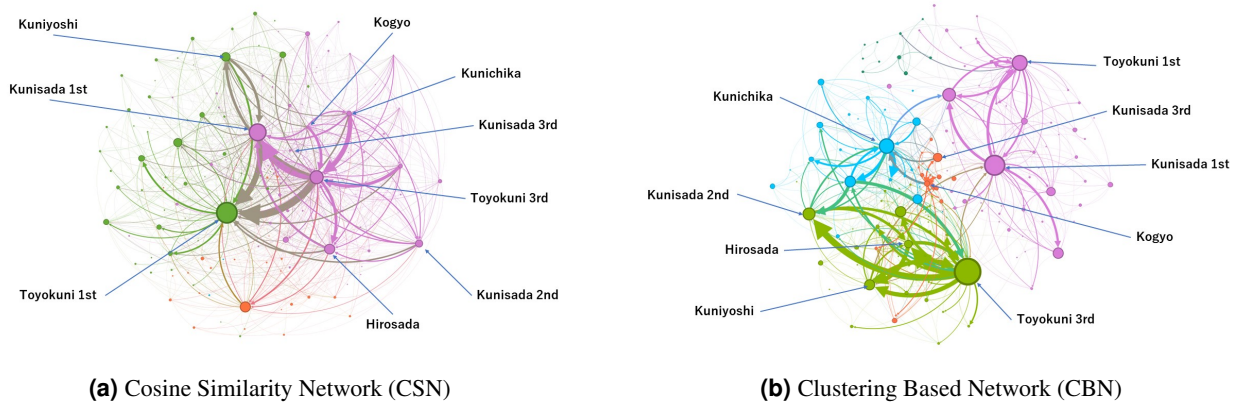 Kuniyoshi
Kogyo
Kunisada 1st
Kunichika
Kunisada 3rd
Toyokuni 3rd
Toyokuni 1st
Kunisada 2nd
Hirosada
(a) Cosine Similarity Network (CSN)
Toyokuni 1st
Kunichika
Kunisada 3rd
Kunisada 1st
Kunisada 2nd
Kogyo
Hirosada
Kuniyoshi
Toyokuni 3rd
(b) Clustering Based Network (CBN)